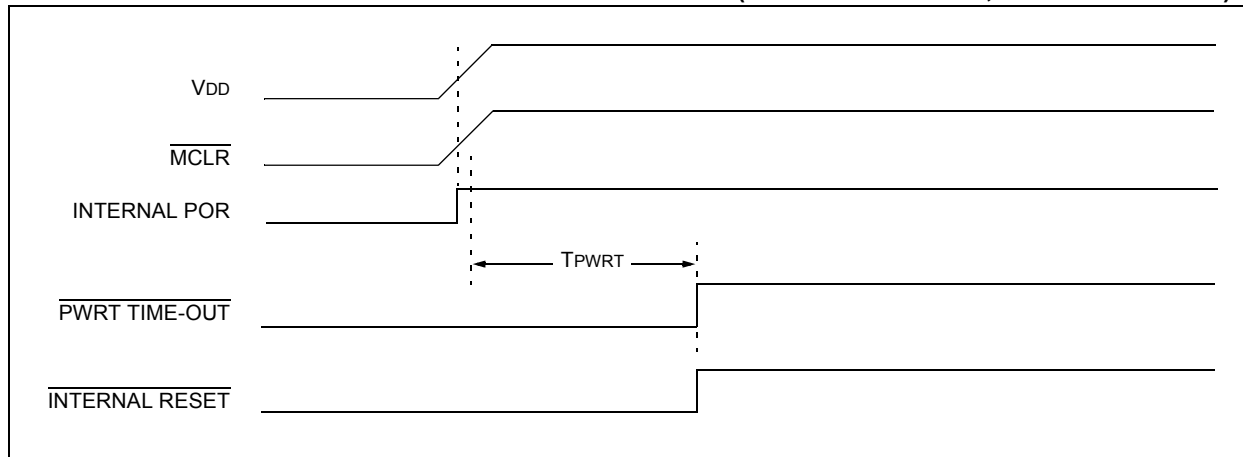 VDD
MCLR
INTERNAL POR
TPWRT
PWRT TIME-OUT
INTERNAL RESET